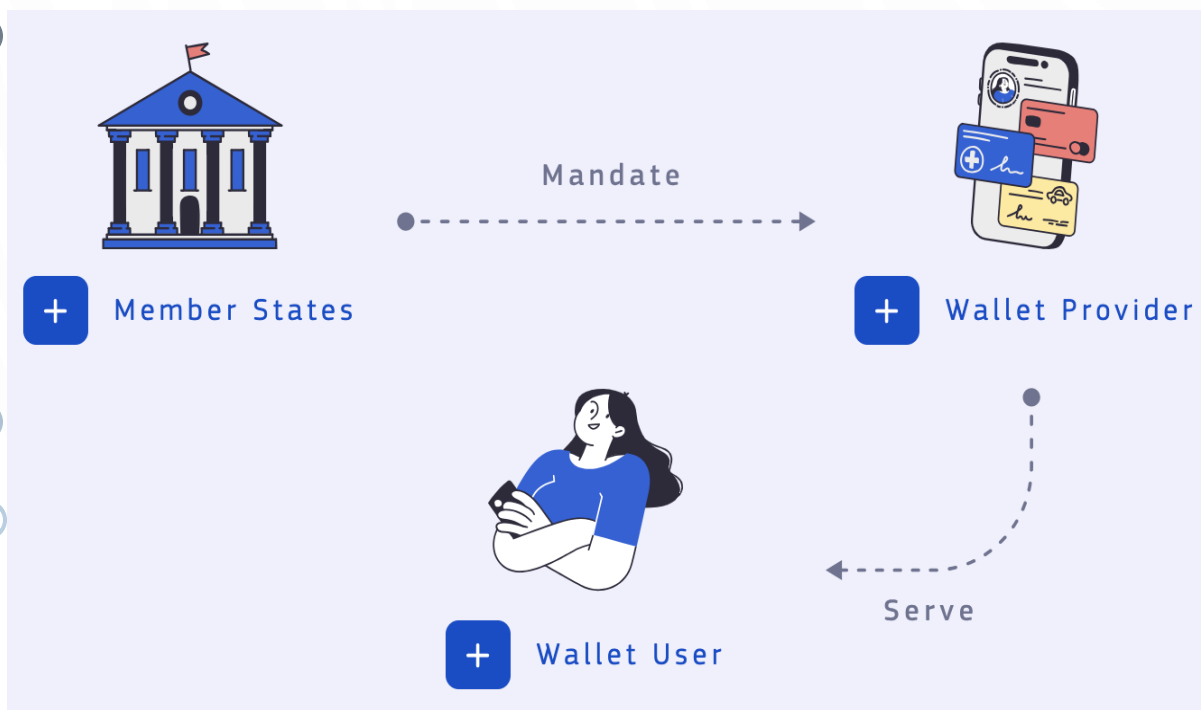 Mandate
Member States
Wallet Provider
Serve
Wallet User